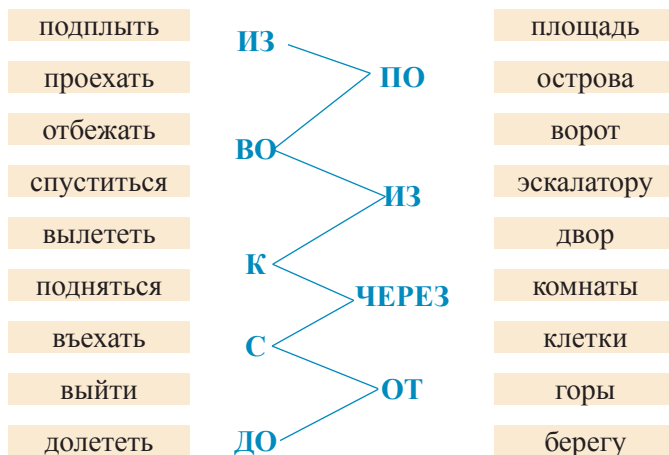 подплыть
проехать
отбежать
спуститься
вылететь
подняться
въехать
выйти
долететь
ИЗ
ПО
ВО
ИЗ
К
ЧЕРЕЗ
С
ОТ
ДО
площадь
острова
ворот
эскалатору
двор
комнаты
клетки
горы
берегу